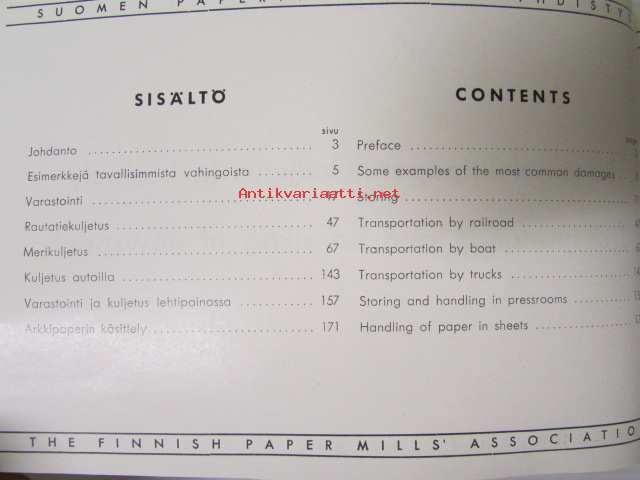 SUOMEN PAPER
DISTY
SISÄLTÖ
sivu
Johdanto 3
Esimerkkejä tavallisimmista vahingoista 5
Varastointi
Rautatiekuljetus 47
Merikuljetus 67
Kuljetus autoilla 143
Varastointi ja kuljetus lehtipainossa 157
Arkkipaperin käsittely 171
CONTENTS
Preface
Some examples of the most common damages
Storing
Transportation by railroad
Transportation by boat
Transportation by trucks
Storing and handling in pressrooms
Handling of paper in sheets
Antikvariaatti.net
THE FINNISH PAPER MILLS' ASSOCIATIO